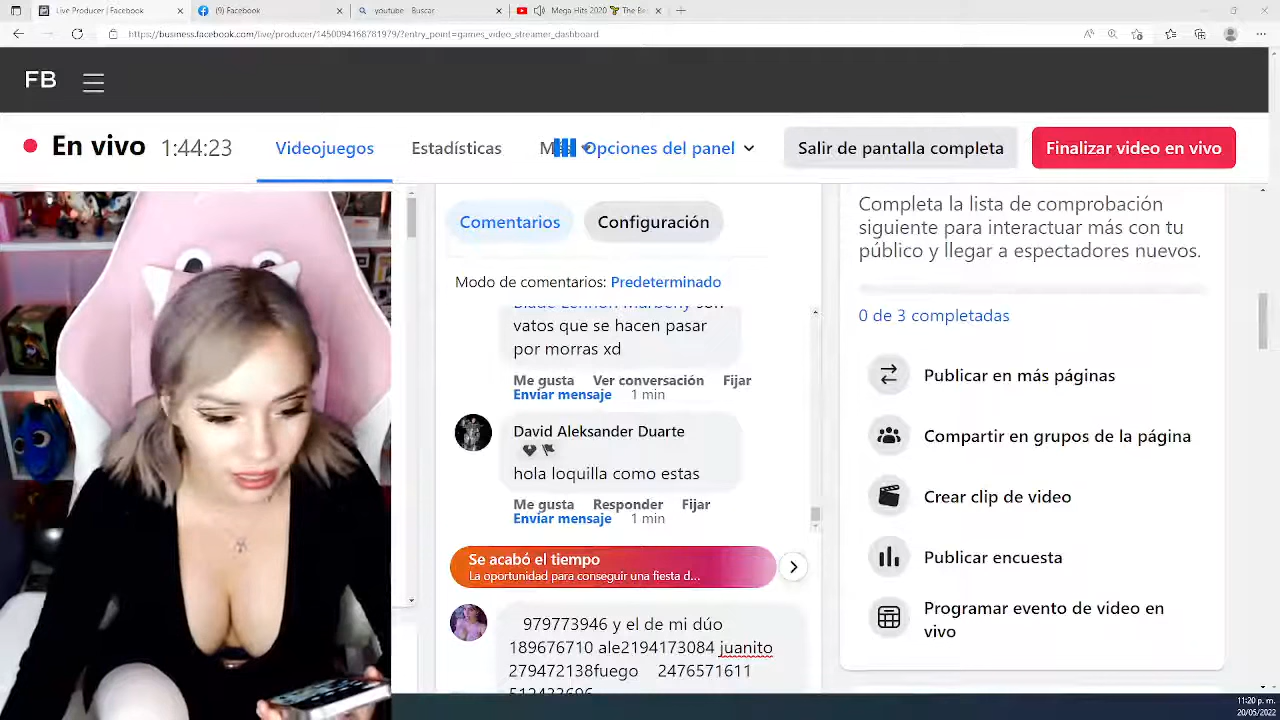 Live Producer | Facebook
(9) Facebook
youtube - Buscar
Mega Hits 2020
https://business.facebook.com/live/producer/1450094168781979/?entry_point=games_video_streamer_dashboard
FB
En vivo 1:44:23
Videojuegos
Estadísticas
Opciones del panel
Salir de pantalla completa
Finalizar video en vivo
Comentarios
Configuración
Modo de comentarios: Predeterminado
son
vatos que se hacen pasar
por morras xd
Me gusta Ver conversación Fijar
Enviar mensaje 1 min
David Aleksander Duarte
hola loquilla como estas
Me gusta Responder Fijar
Enviar mensaje 1 min
Se acabó el tiempo
La oportunidad para conseguir una fiesta d...
979773946 y el de mi dúo
189676710 ale2194173084 juanito
279472138fuego 2476571611
512433696
Completa la lista de comprobación
siguiente para interactuar más con tu
público y llegar a espectadores nuevos.
0 de 3 completadas
Publicar en más páginas
Compartir en grupos de la página
Crear clip de video
Publicar encuesta
Programar evento de video en
vivo
11:20 p. m.
20/05/2022